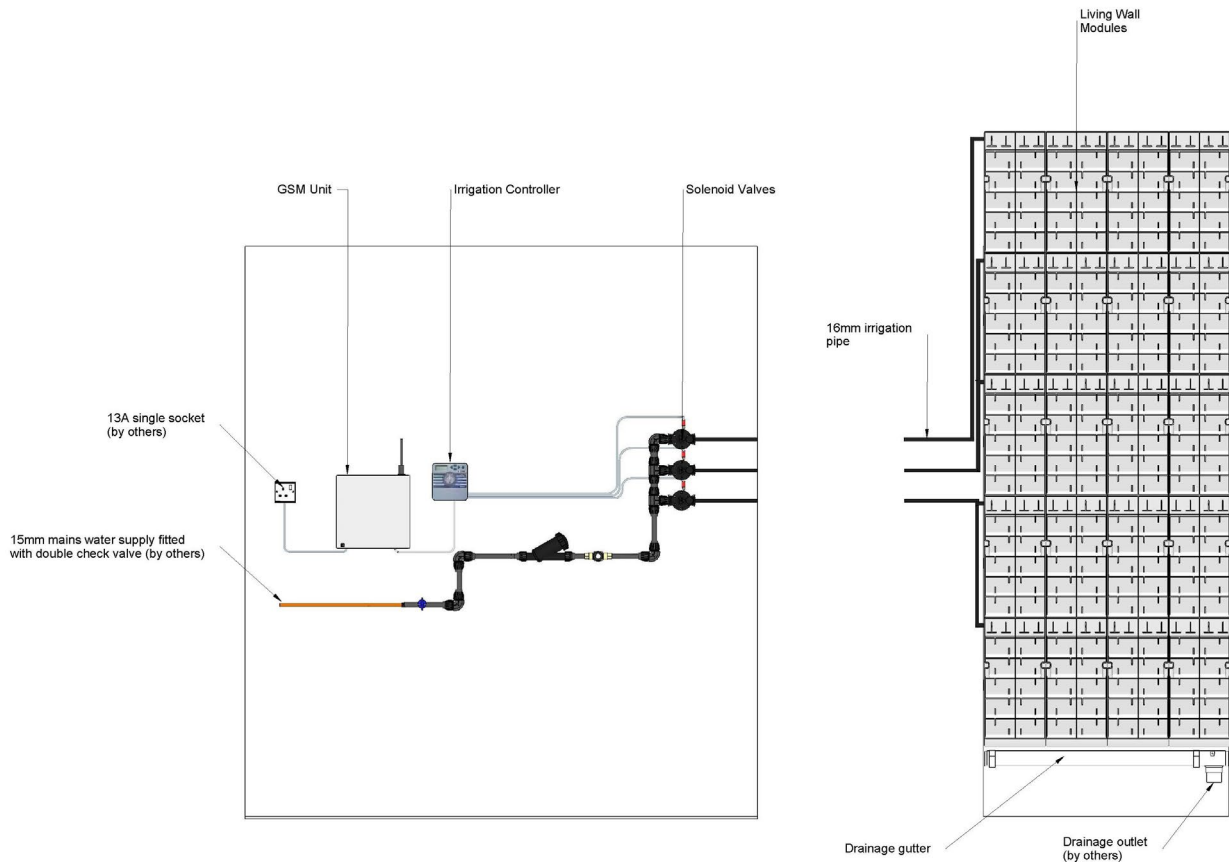 Living Wall
Modules
GSM Unit
Irrigation Controller
Solenoid Valves
16mm irrigation
pipe
13A single socket
(by others)
15mm mains water supply fitted
with double check valve (by others)
Drainage gutter
Drainage outlet
(by others)